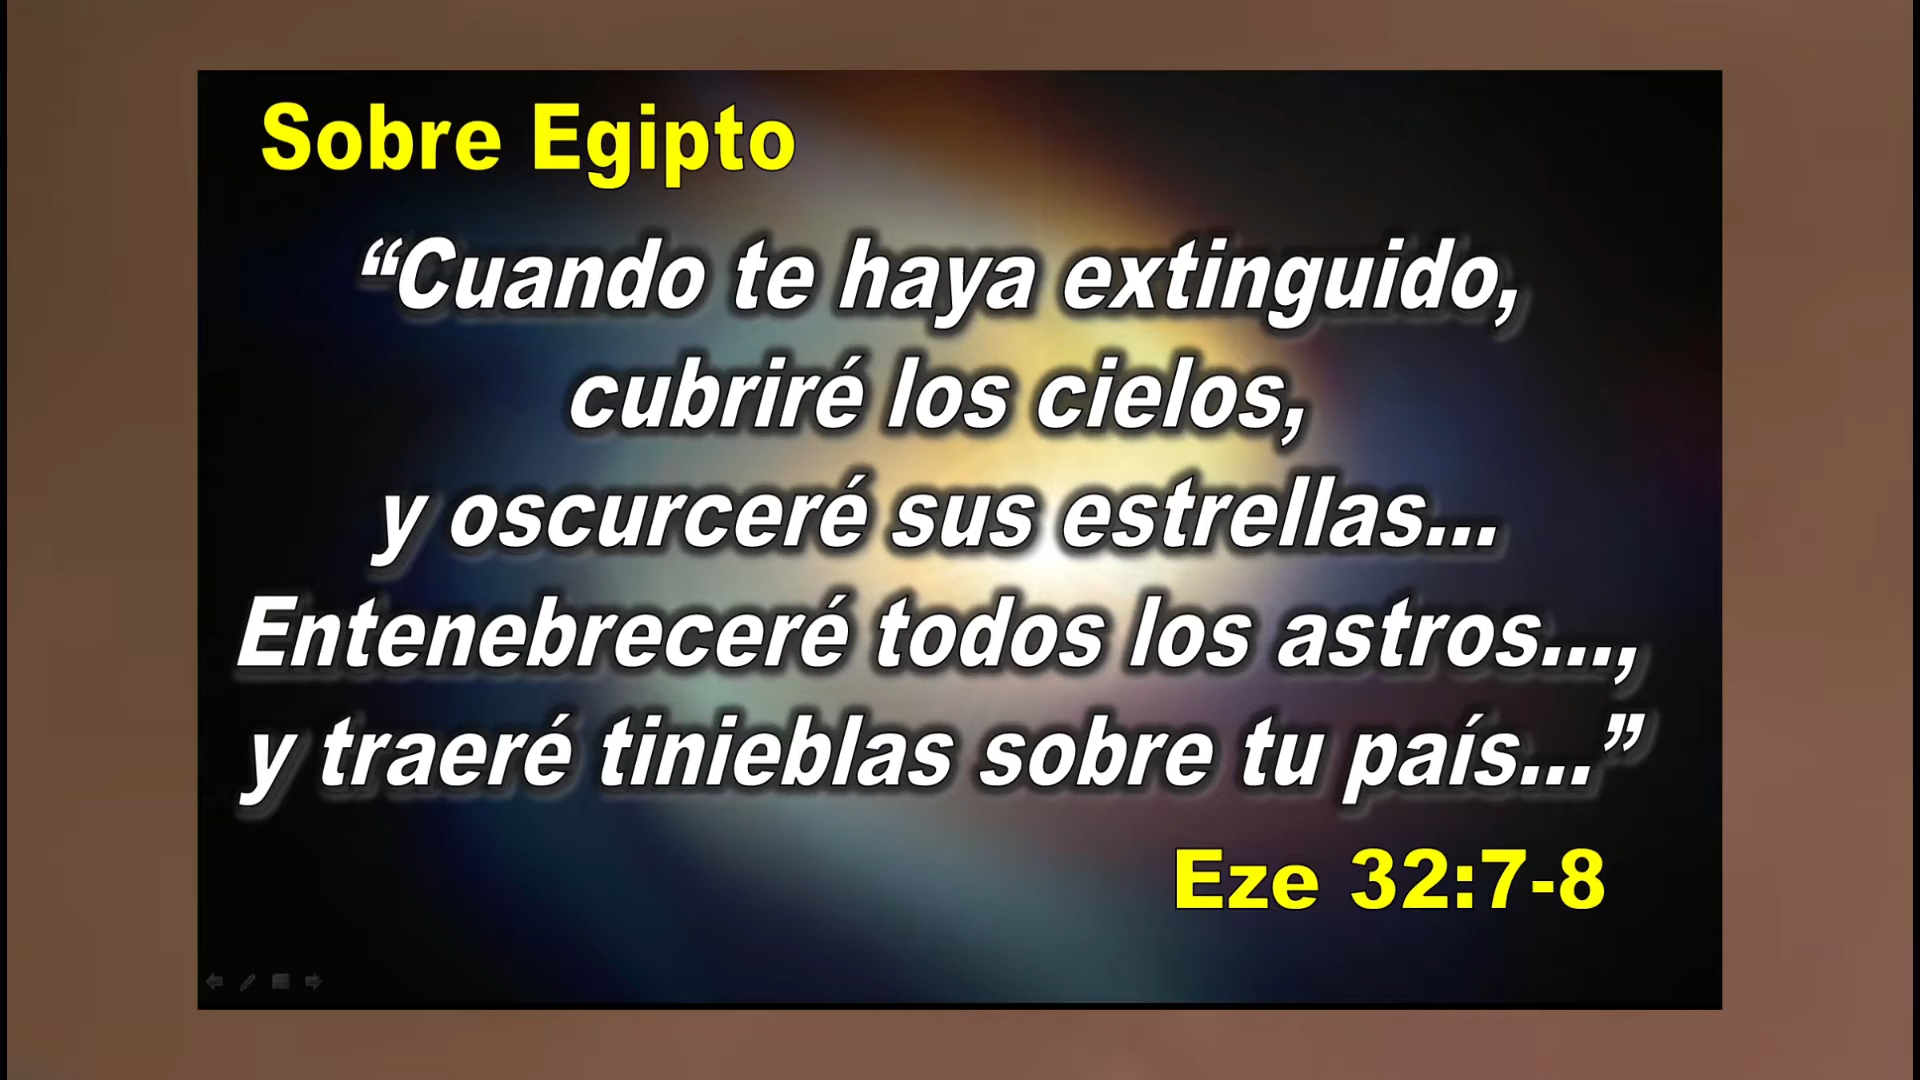 Sobre Egipto
“Cuando te haya extinguido,
cubriré los cielos,
y oscurceré sus estrellas...
Entenebreceré todos los astros...,
y traeré tinieblas sobre tu país...”
Eze 32:7-8